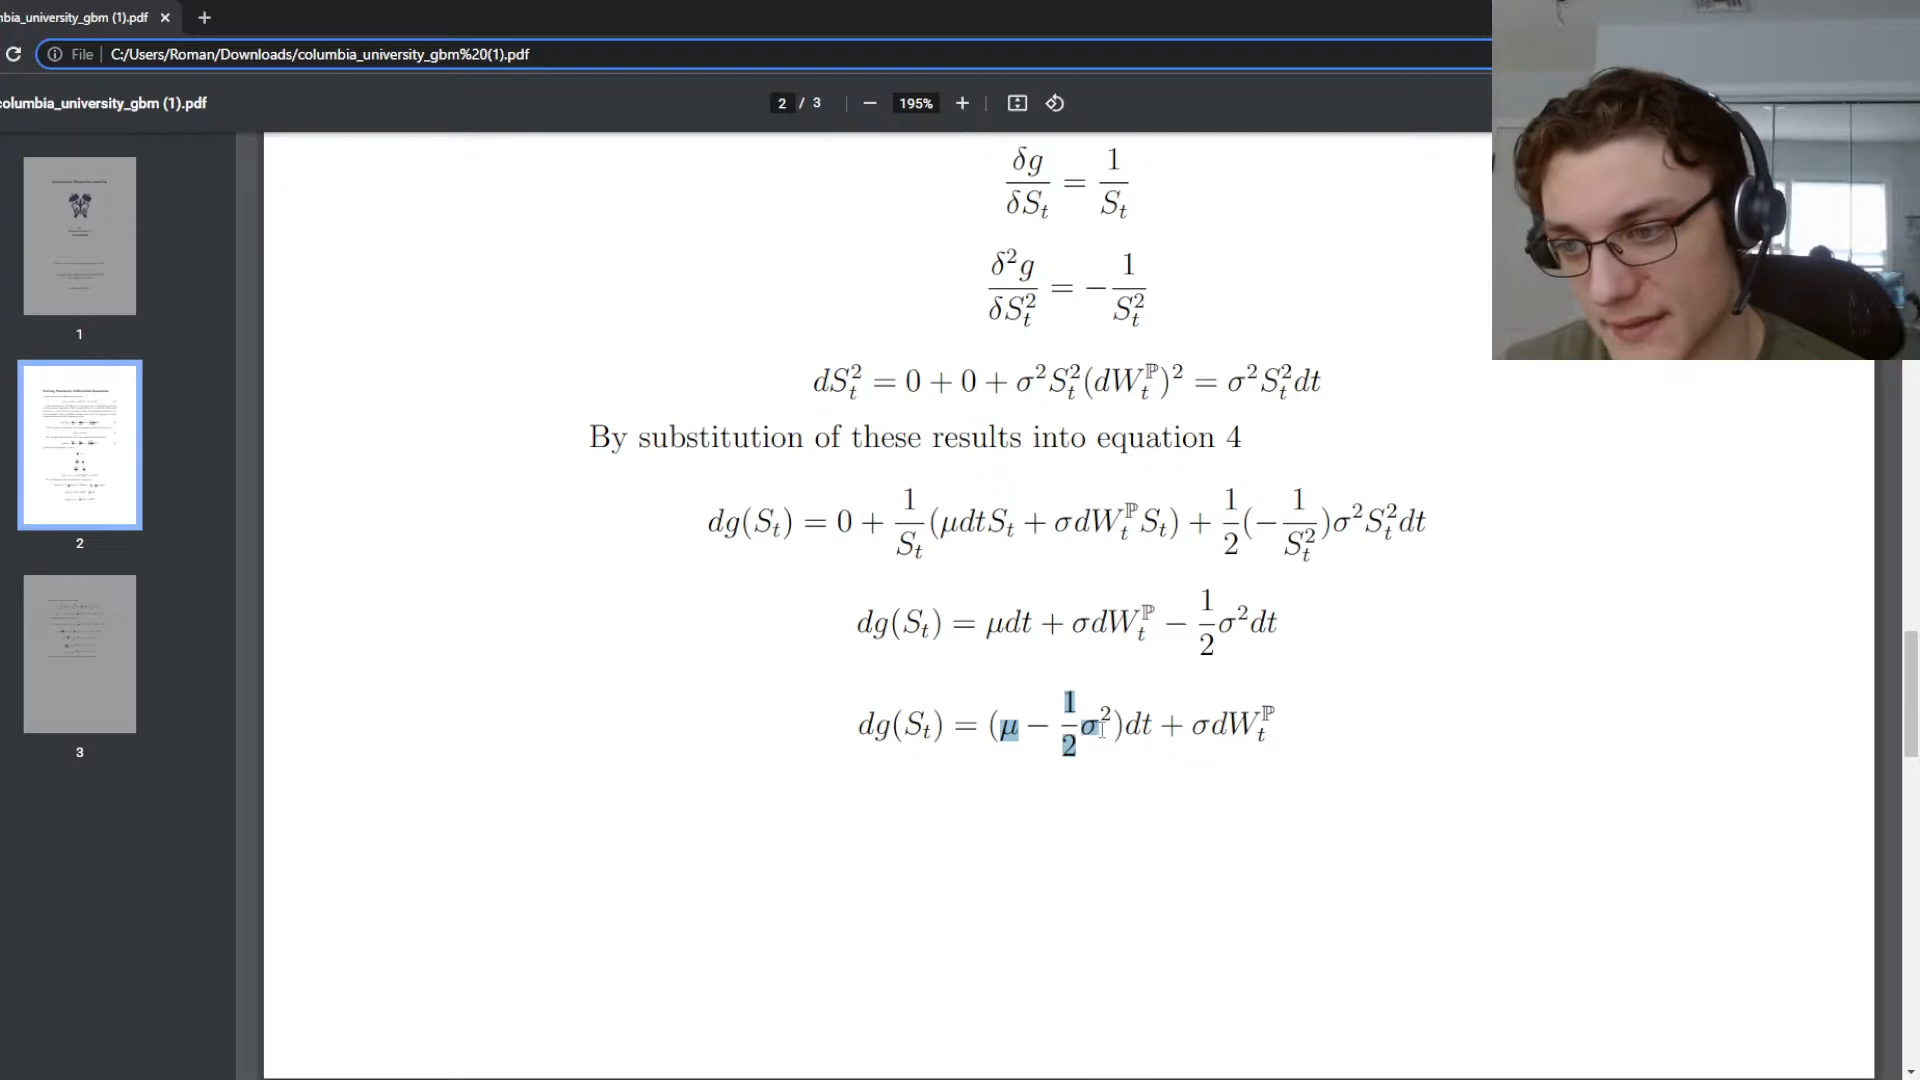 mbia_university_gbm (1).pdf
File C:/Users/Roman/Downloads/columbia_university_gbm%20(1).pdf
columbia_university_gbm (1).pdf
2 / 3 195%
δg/δS_t = 1/S_t
δ²g/δS_t² = −1/S_t²
dS_t² = 0 + 0 + σ²S_t²(dW_t^ℙ)² = σ²S_t²dt
By substitution of these results into equation 4
dg(S_t) = 0 + 1/S_t(μdtS_t + σdW_t^ℙS_t) + 1/2(−1/S_t²)σ²S_t²dt
dg(S_t) = μdt + σdW_t^ℙ − 1/2σ²dt
dg(S_t) = (μ − 1/2σ²)dt + σdW_t^ℙ
1
2
3